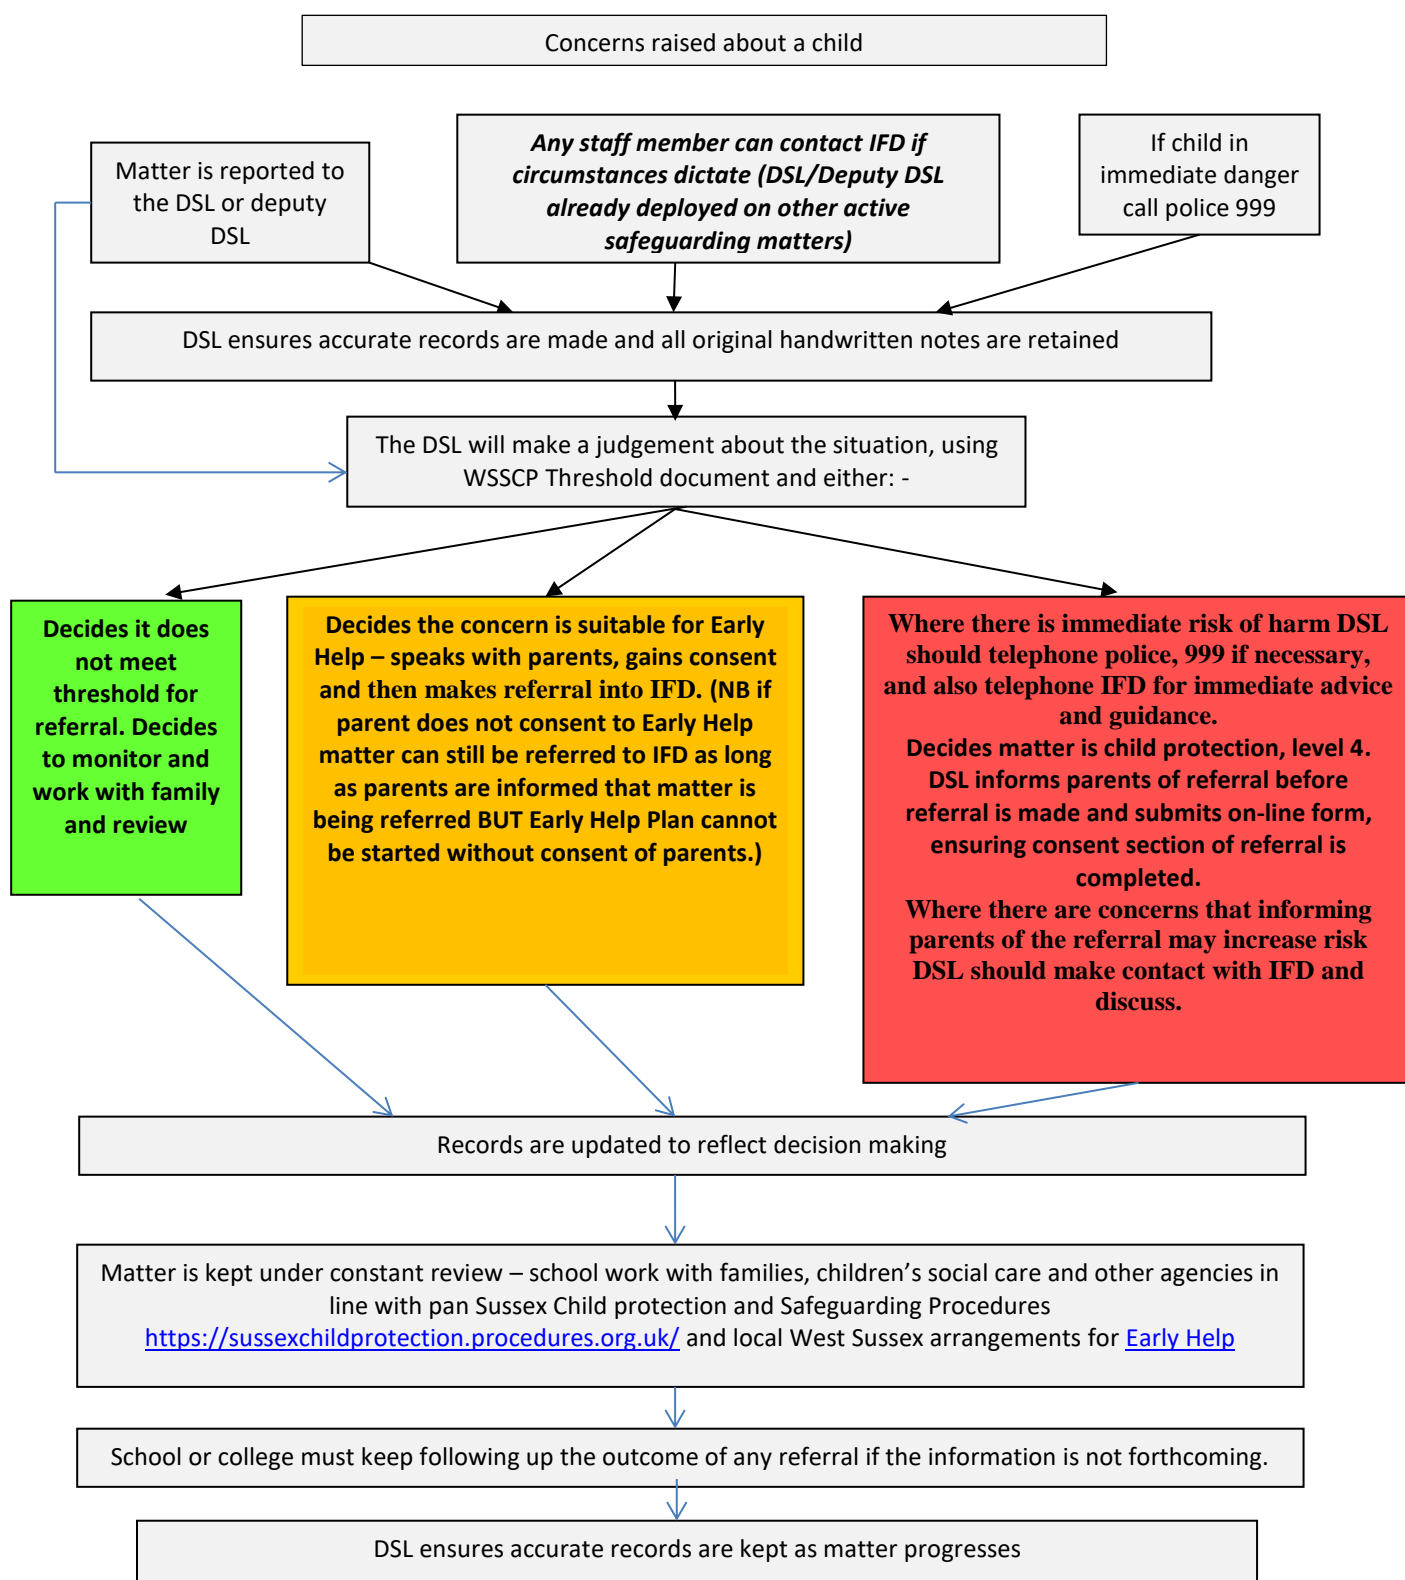 Concerns raised about a child
Matter is reported to
the DSL or deputy
DSL
Any staff member can contact IFD if
circumstances dictate (DSL/Deputy DSL
already deployed on other active
safeguarding matters)
If child in
immediate danger
call police 999
DSL ensures accurate records are made and all original handwritten notes are retained
The DSL will make a judgement about the situation, using
WSSCP Threshold document and either: -
Decides it does
not meet
threshold for
referral. Decides
to monitor and
work with family
and review
Decides the concern is suitable for Early
Help – speaks with parents, gains consent
and then makes referral into IFD. (NB if
parent does not consent to Early Help
matter can still be referred to IFD as long
as parents are informed that matter is
being referred BUT Early Help Plan cannot
be started without consent of parents.)
Where there is immediate risk of harm DSL
should telephone police, 999 if necessary,
and also telephone IFD for immediate advice
and guidance.
Decides matter is child protection, level 4.
DSL informs parents of referral before
referral is made and submits on-line form,
ensuring consent section of referral is
completed.
Where there are concerns that informing
parents of the referral may increase risk
DSL should make contact with IFD and
discuss.
Records are updated to reflect decision making
Matter is kept under constant review – school work with families, children’s social care and other agencies in
line with pan Sussex Child protection and Safeguarding Procedures
https://sussexchildprotection.procedures.org.uk/ and local West Sussex arrangements for Early Help
School or college must keep following up the outcome of any referral if the information is not forthcoming.
DSL ensures accurate records are kept as matter progresses